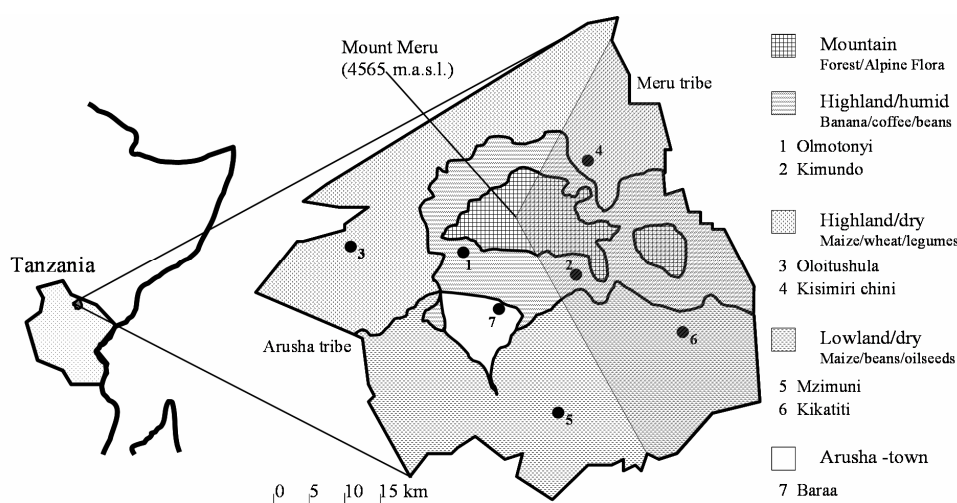 Mount Meru
(4565 m.a.s.l.)
Meru tribe
Tanzania
Arusha tribe
4
3
1
2
7
6
5
0 5 10 15 km
Mountain
Forest/Alpine Flora
Highland/humid
Banana/coffee/beans
1 Olmotonyi
2 Kimundo
Highland/dry
Maize/wheat/legumes
3 Oloitushula
4 Kisimiri chini
Lowland/dry
Maize/beans/oilseeds
5 Mzimuni
6 Kikatiti
Arusha -town
7 Baraa